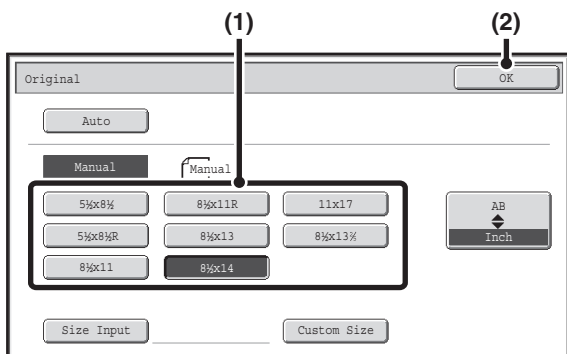 (1) (2)
Original OK
Auto
Manual Manual
5½x8½ 8½x11R 11x17 AB
5½x8½R 8½x13 8½x13⅖ Inch
8½x11 8½x14
Size Input Custom Size